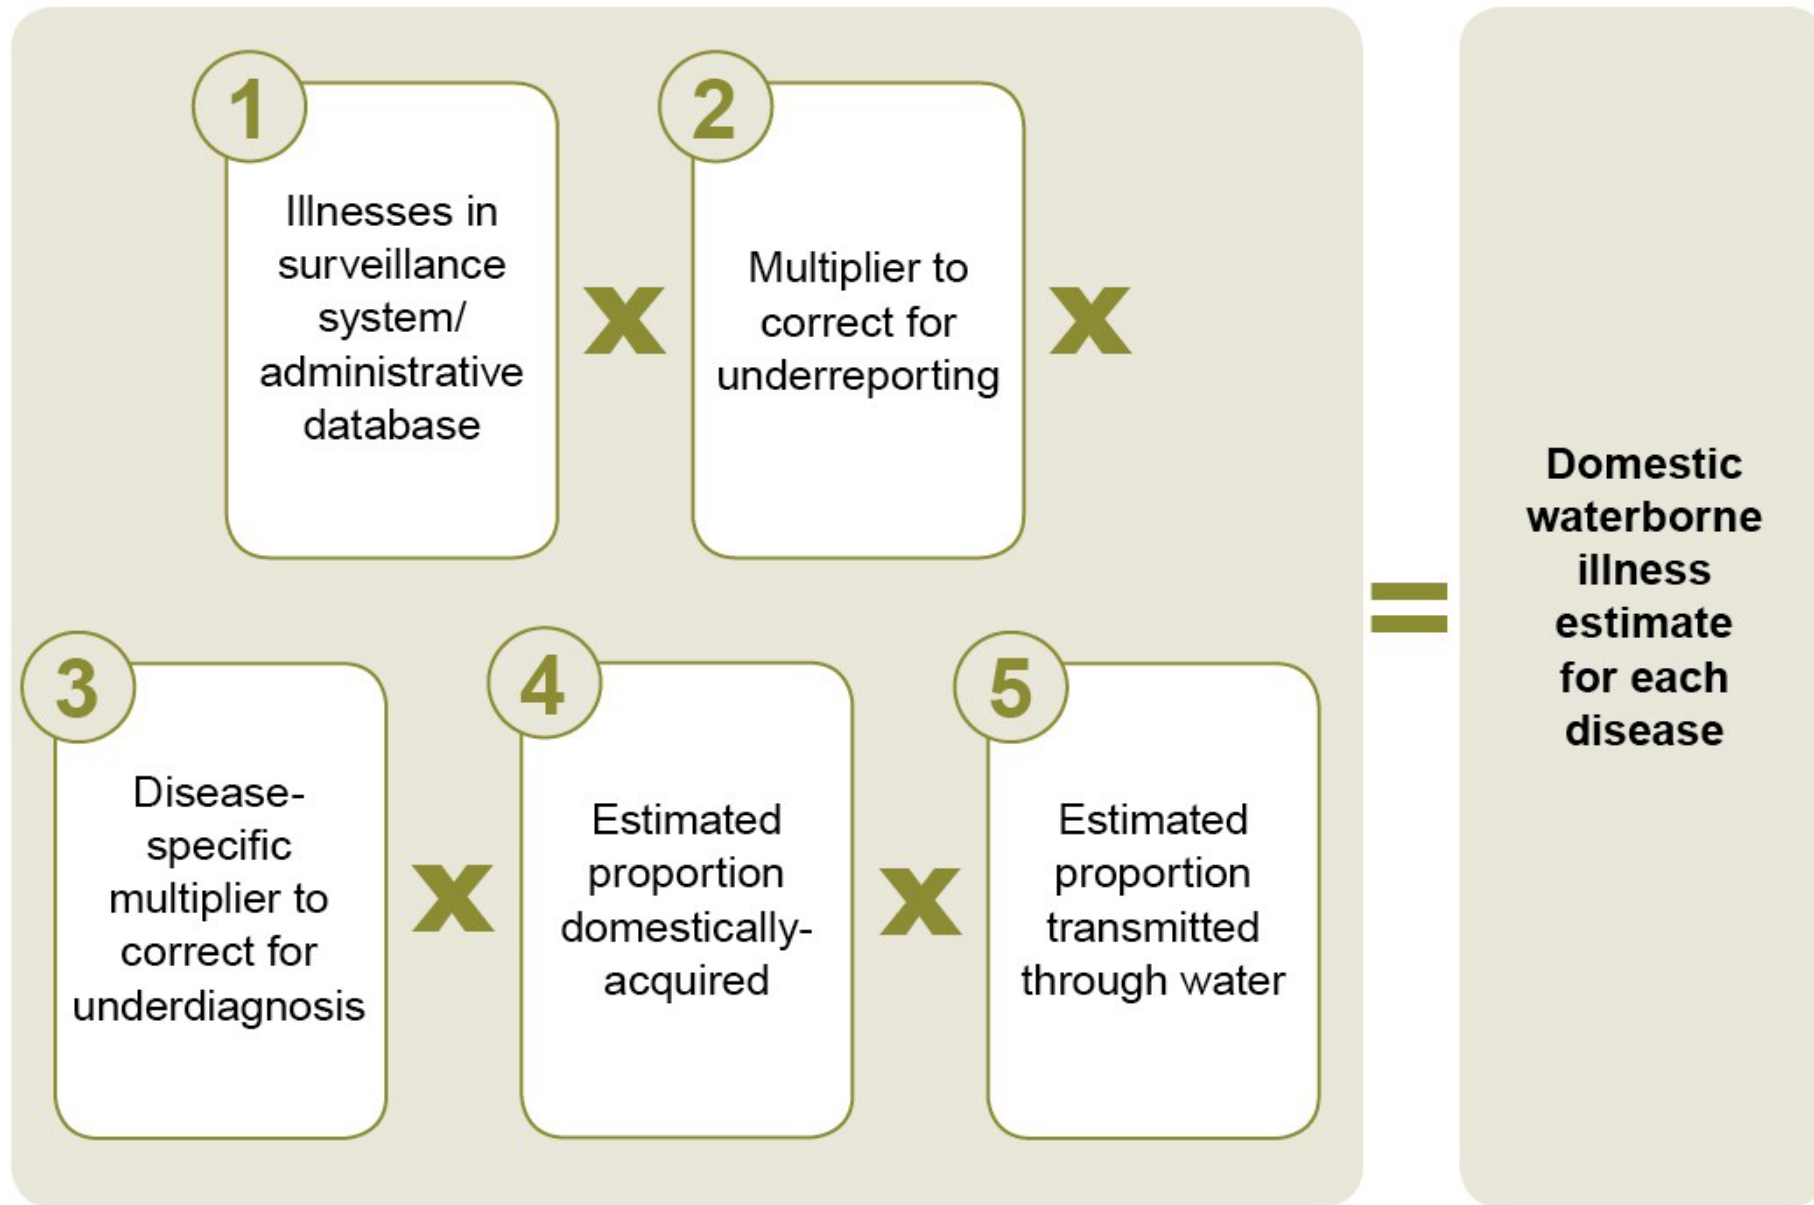 1
Illnesses in
surveillance
system/
administrative
database
x
2
Multiplier to
correct for
underreporting
x
3
Disease-
specific
multiplier to
correct for
underdiagnosis
x
4
Estimated
proportion
domestically-
acquired
x
5
Estimated
proportion
transmitted
through water
=
Domestic
waterborne
illness
estimate
for each
disease